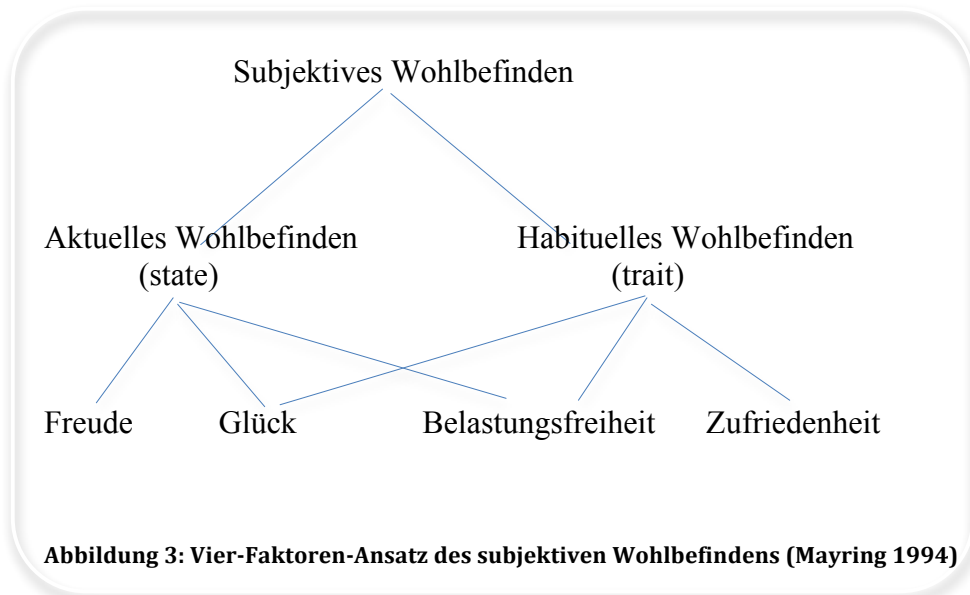 Subjektives Wohlbefinden
Aktuelles Wohlbefinden Habituelles Wohlbefinden
(state) (trait)
Freude Glück Belastungsfreiheit Zufriedenheit
Abbildung 3: Vier-Faktoren-Ansatz des subjektiven Wohlbefindens (Mayring 1994)